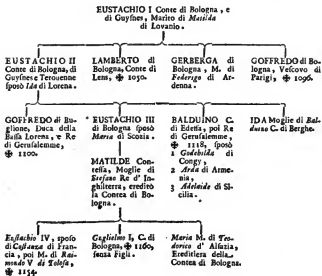 EUSTACHIO I Conte di Bologna, e
di Guyſnes, Marito di Matilda
di Lovanio.
EUSTACHIO II
Conte di Bologna, di
Guyſnes e Terouenne
ſposò Ida di Lorena.
LAMBERTO di
Bologna, Conte di
Lens, ✠ 1050.
GERBERGA di
Bologna, M. di
Federigo di Ar-
denna.
GOFFREDO di Bo-
logna, Veſcovo di
Parigi, ✠ 1096.
GOFFREDO di Bu-
glione, Duca della
Baſſa Lorena, e Re
di Geruſalemme,
✠ 1100.
EUSTACHIO III
di Bologna sposò
Maria di Scozia.
MATILDE Con-
teſſa, Moglie di
Stefano Re d' In-
ghilterra, ereditò
la Contea di Bo-
logna.
BALDUINO C.
di Edeſſa, poi Re
di Geruſalemme,
✠ 1118, sposò
1 Godehilda di
Congy,
2 Arda di Arme-
nia,
3 Adelaide di Si-
cilia.
IDA Moglie di Bal-
duino C. di Berghe.
Euſtachio IV, sposo
di Coſtanza di Fran-
cia, poi M. di Rai-
mondo V di Toloſa,
✠ 1154.
Guglielmo I, C. di
Bologna, ✠ 1160,
ſenza Figli.
Maria M. di Teo-
dorico d' Alſazia,
Ereditiera della
Contea di Bologna.